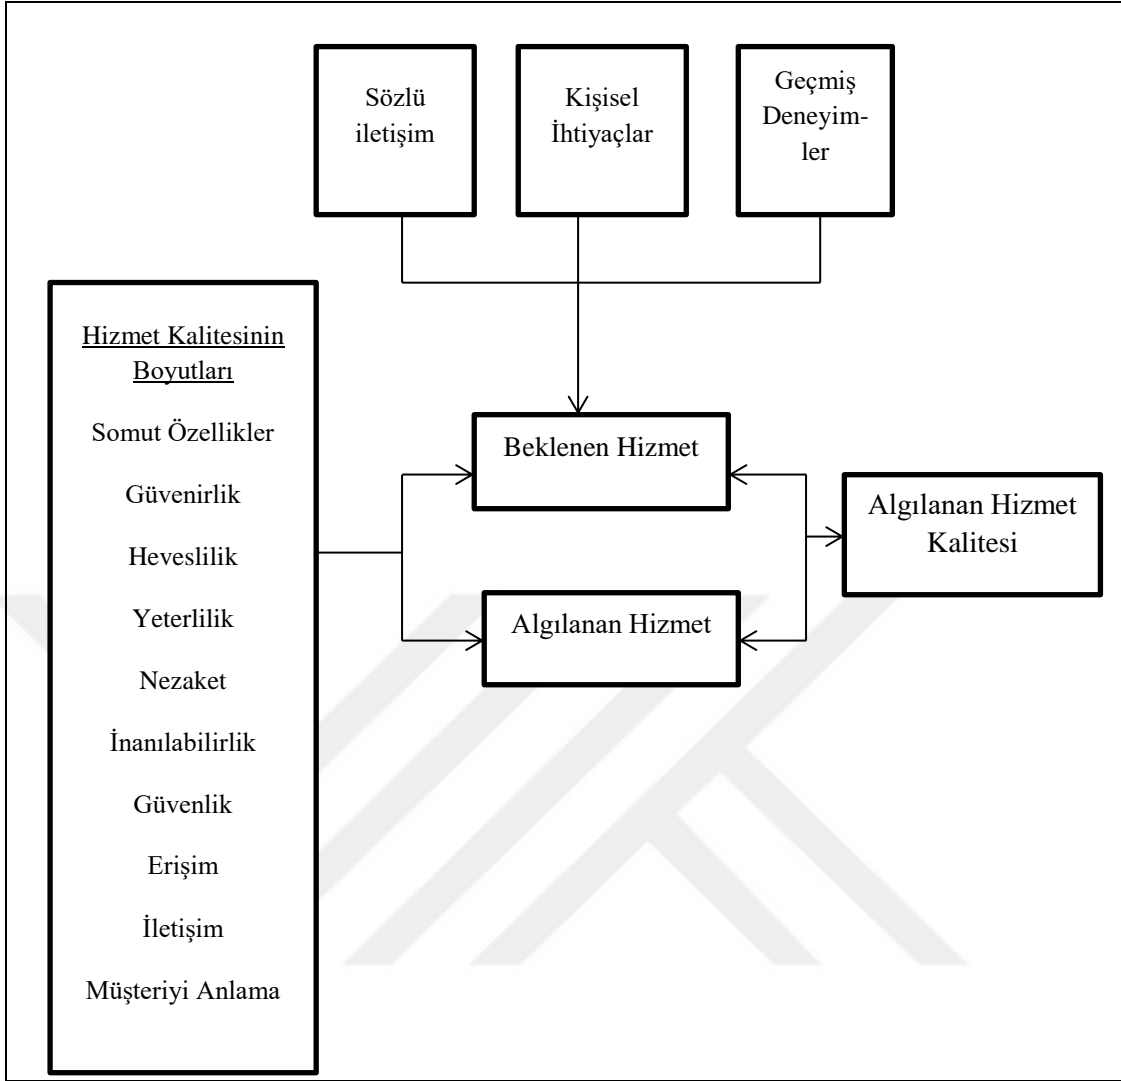 Sözlü
iletişim
Kişisel
İhtiyaçlar
Geçmiş
Deneyim-
ler
Hizmet Kalitesinin
Boyutları
Somut Özellikler
Güvenirlik
Heveslilik
Yeterlilik
Nezaket
İnanılabilirlik
Güvenlik
Erişim
İletişim
Müşteriyi Anlama
Beklenen Hizmet
Algılanan Hizmet
Algılanan Hizmet
Kalitesi